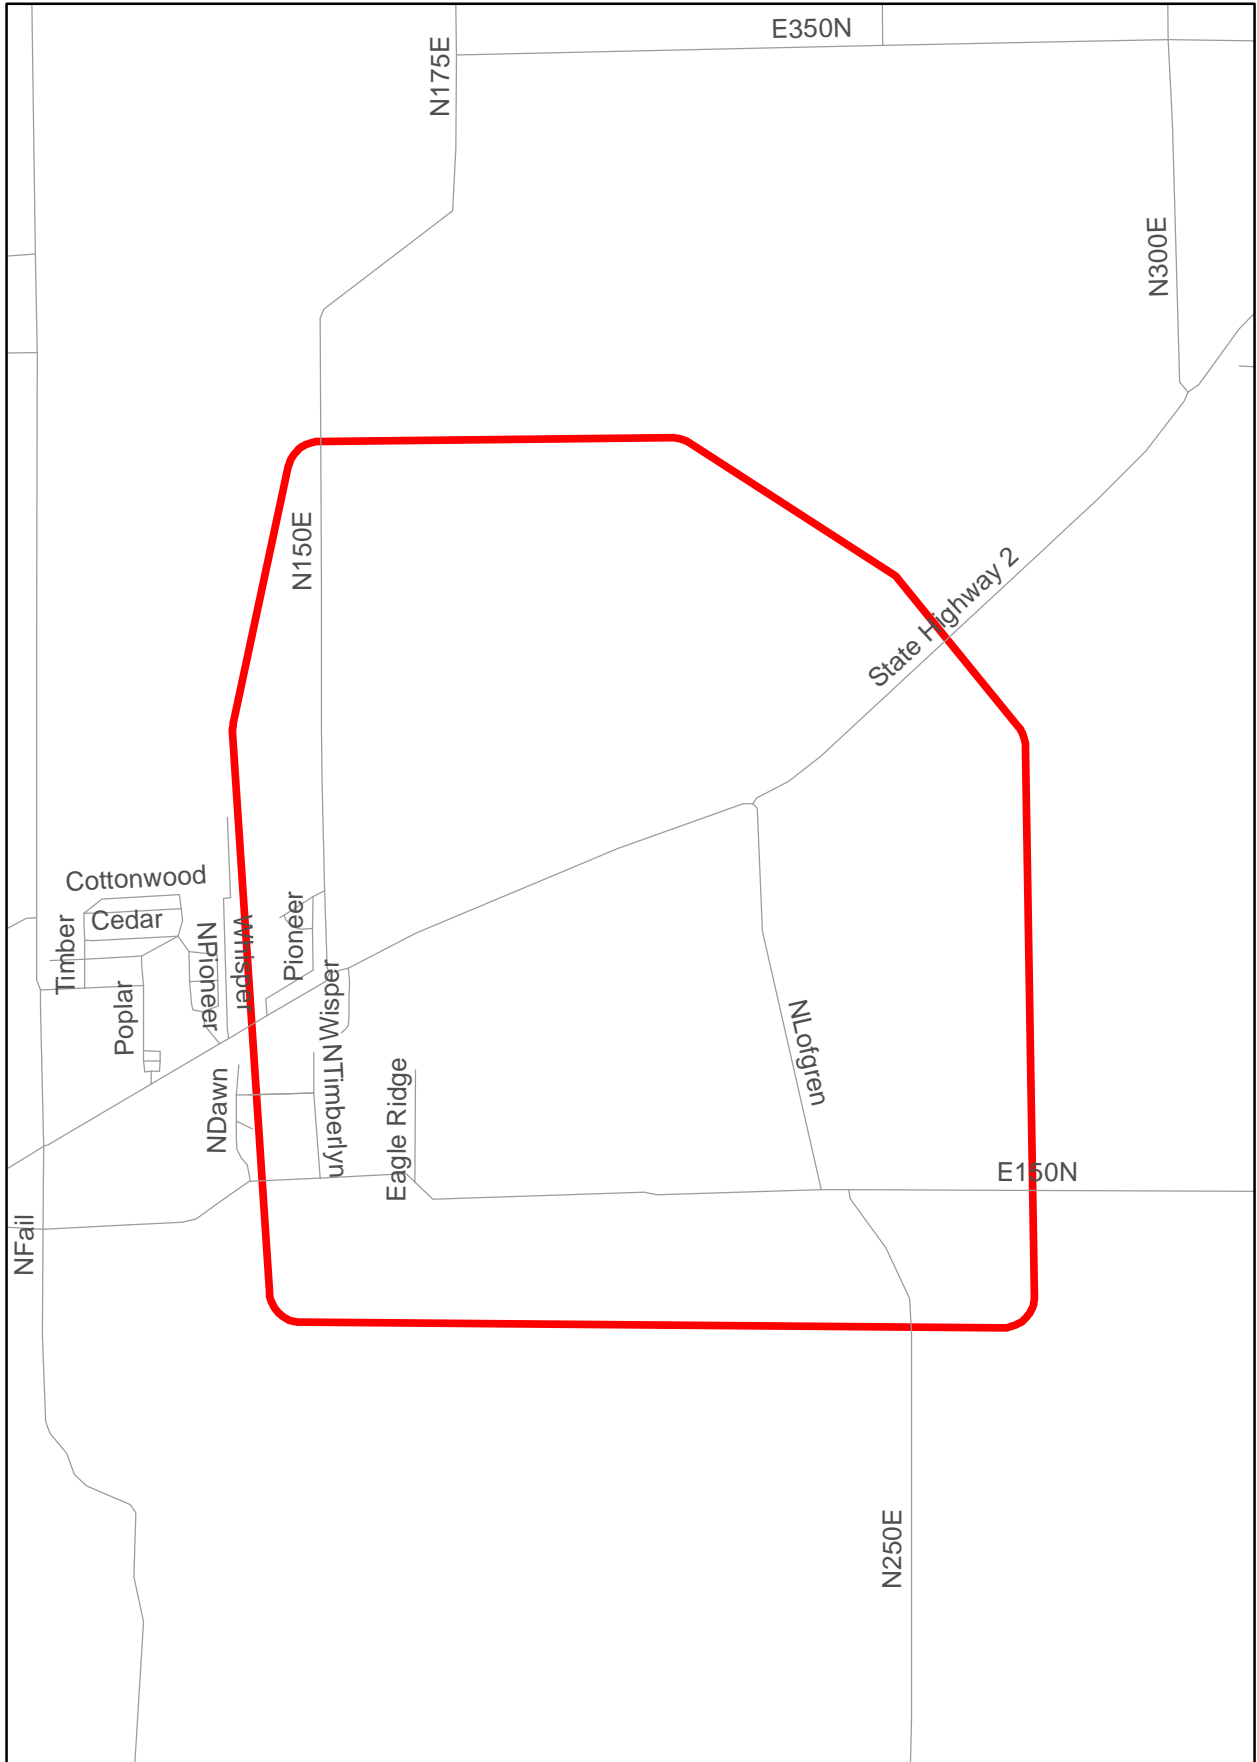 E350N
N175E
N300E
N150E
State Highway 2
Cottonwood
Cedar
Timber
NPioneer
Whisper
Pioneer
Poplar
NWisper
NLofgren
NTimberlyn
NDawn
Eagle Ridge
E150N
NFail
N250E